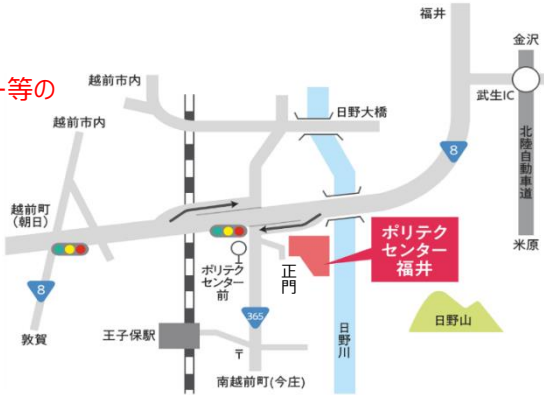 福井
金沢
ー等の
越前市内
武生IC
越前市内
日野大橋
北陸自動車道
8
越前町
(朝日)
ポリテク
センター
福井
米原
ポリテク
センター
前
正門
8
365
日野山
敦賀
王子保駅
〒
日野川
南越前町(今庄)